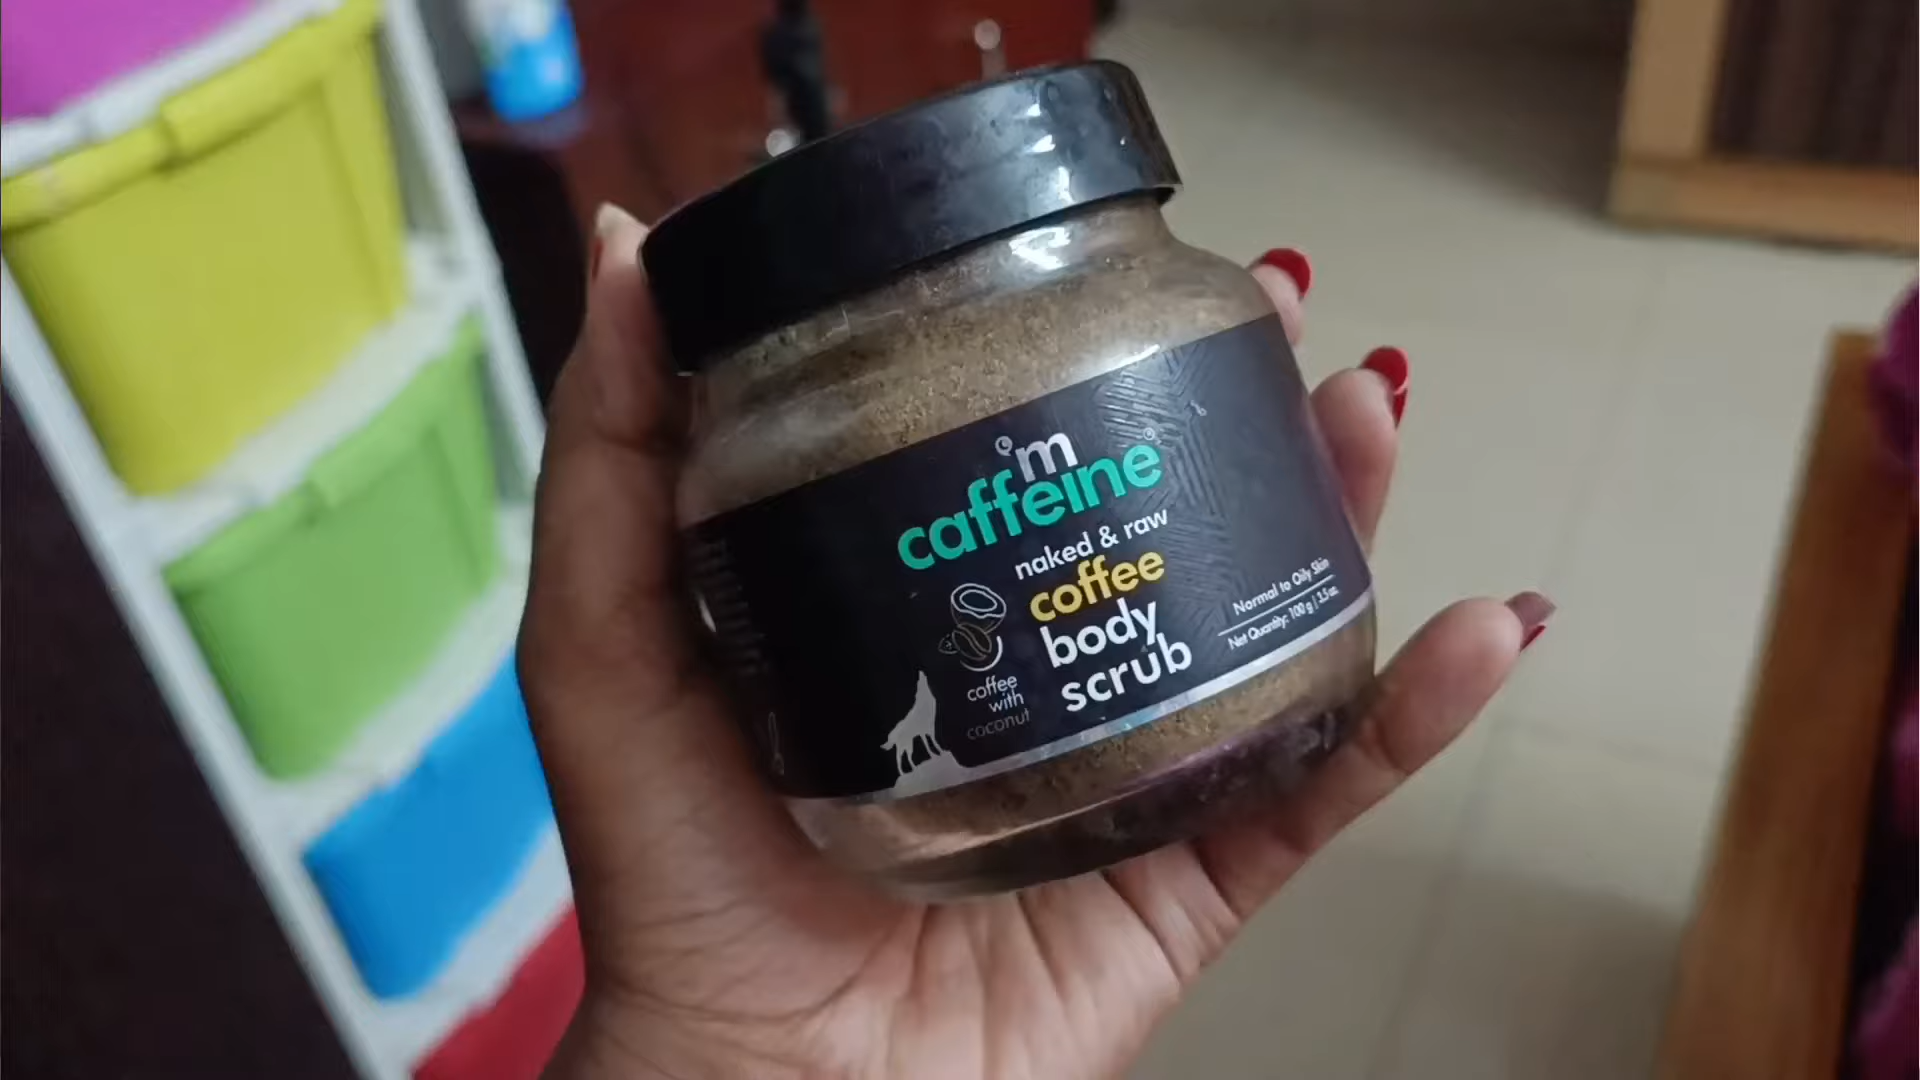 m
caffeine
naked & raw
coffee
body
scrub
coffee
with
coconut
Normal to Oily Skin
Net Quantity: 100 g | 3.5 oz